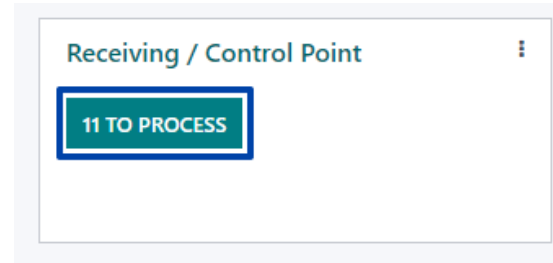 Receiving / Control Point
11 TO PROCESS